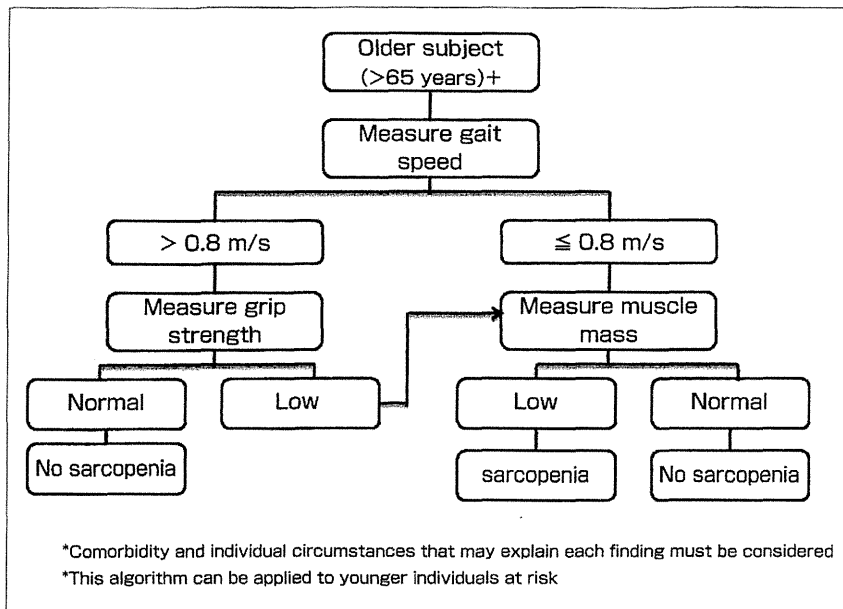 Older subject
(>65 years)+
Measure gait
speed
> 0.8 m/s
≦ 0.8 m/s
Measure grip
strength
Measure muscle
mass
Normal
Low
Low
Normal
No sarcopenia
sarcopenia
No sarcopenia
*Comorbidity and individual circumstances that may explain each finding must be considered
*This algorithm can be applied to younger individuals at risk